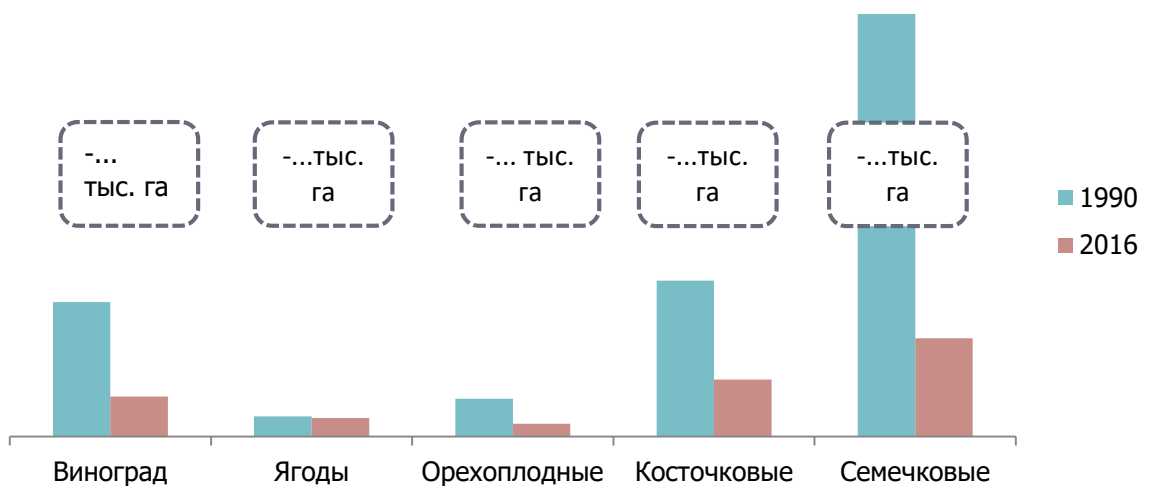 -...
тыс. га
-...тыс.
га
-... тыс.
га
-...тыс.
га
-...тыс.
га
1990
2016
Виноград
Ягоды
Орехоплодные
Косточковые
Семечковые